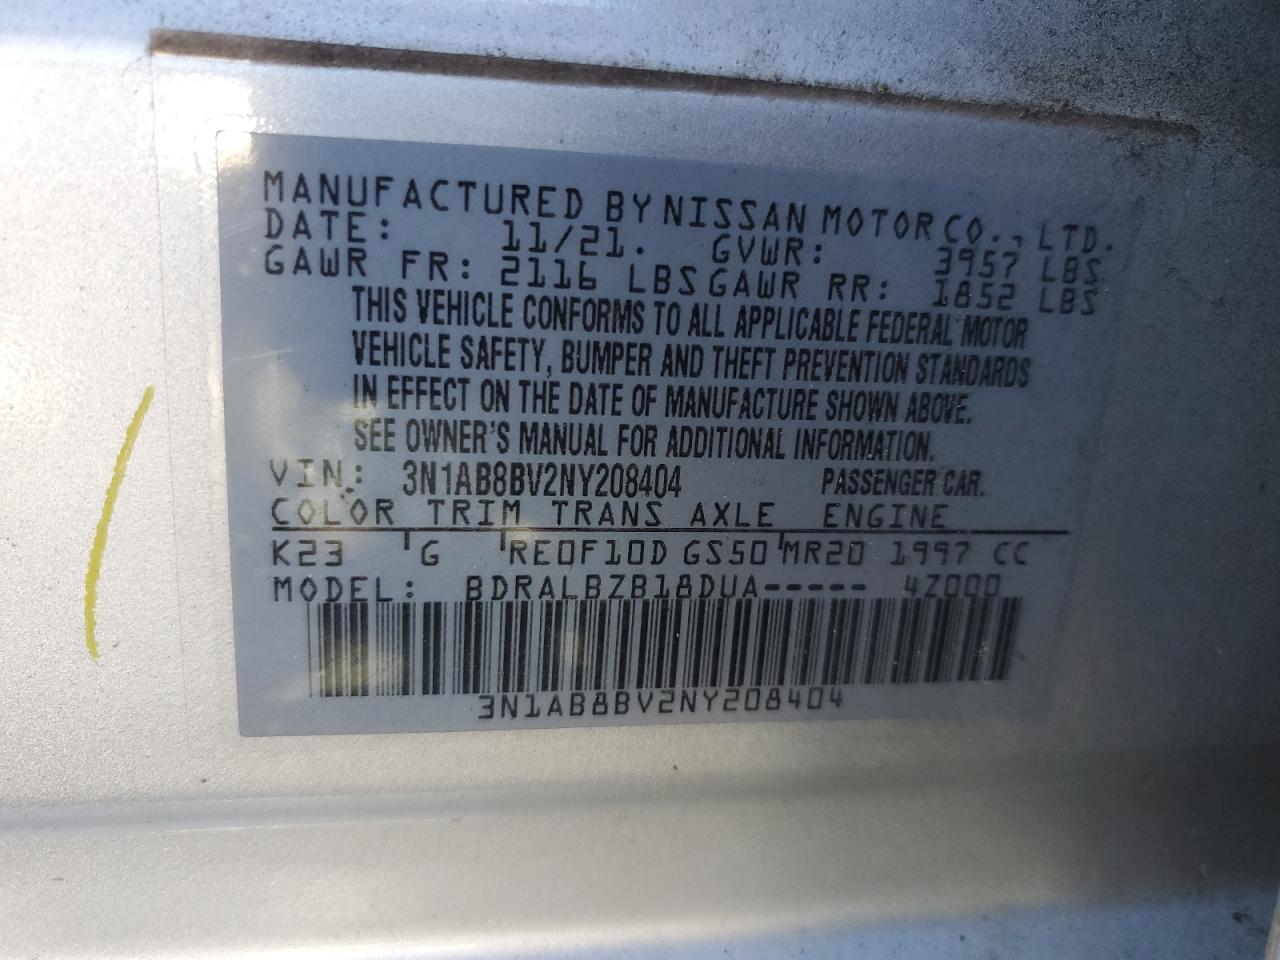 MANUFACTURED BY NISSAN MOTOR CO., LTD.
DATE: 11/21. GVWR: 3957 LBS
GAWR FR: 2116 LBS GAWR RR: 1852 LBS
THIS VEHICLE CONFORMS TO ALL APPLICABLE FEDERAL MOTOR
VEHICLE SAFETY, BUMPER AND THEFT PREVENTION STANDARDS
IN EFFECT ON THE DATE OF MANUFACTURE SHOWN ABOVE.
SEE OWNER'S MANUAL FOR ADDITIONAL INFORMATION.
VIN: 3N1AB8BV2NY208404 PASSENGER CAR.
COLOR TRIM TRANS AXLE ENGINE
K23 G RE0F10D GS50 MR20 1997 CC
MODEL: BDRALBZB18DUA----- 4Z000
3N1AB8BV2NY208404